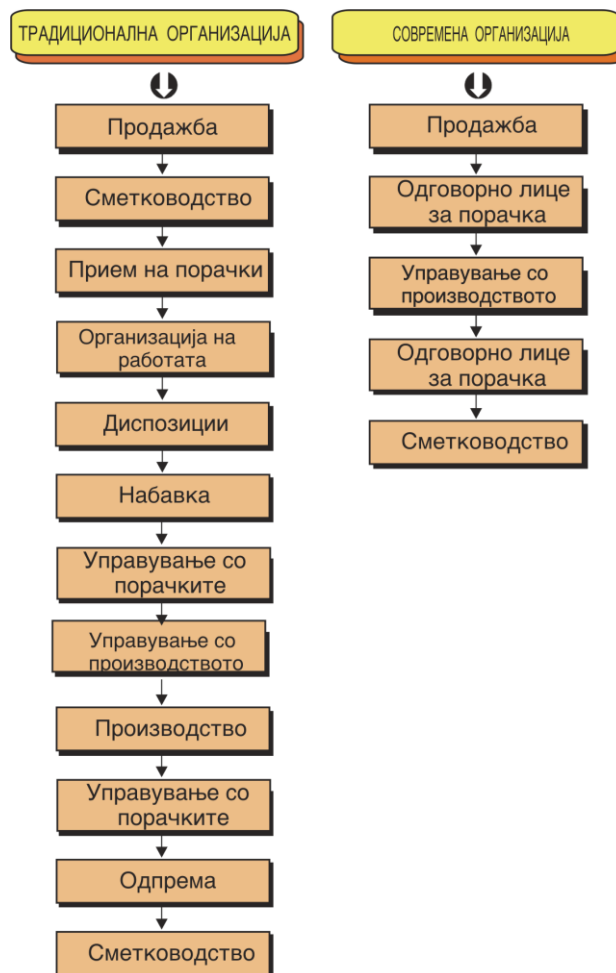 ТРАДИЦИОНАЛНА ОРГАНИЗАЦИЈА
Продажба
Сметководство
Прием на порачки
Организација на
работата
Диспозиции
Набавка
Управување со
порачките
Управување со
производството
Производство
Управување со
порачките
Одпрема
Сметководство
СОВРЕМЕНА ОРГАНИЗАЦИЈА
Продажба
Одговорно лице
за порачка
Управување со
производството
Одговорно лице
за порачка
Сметководство